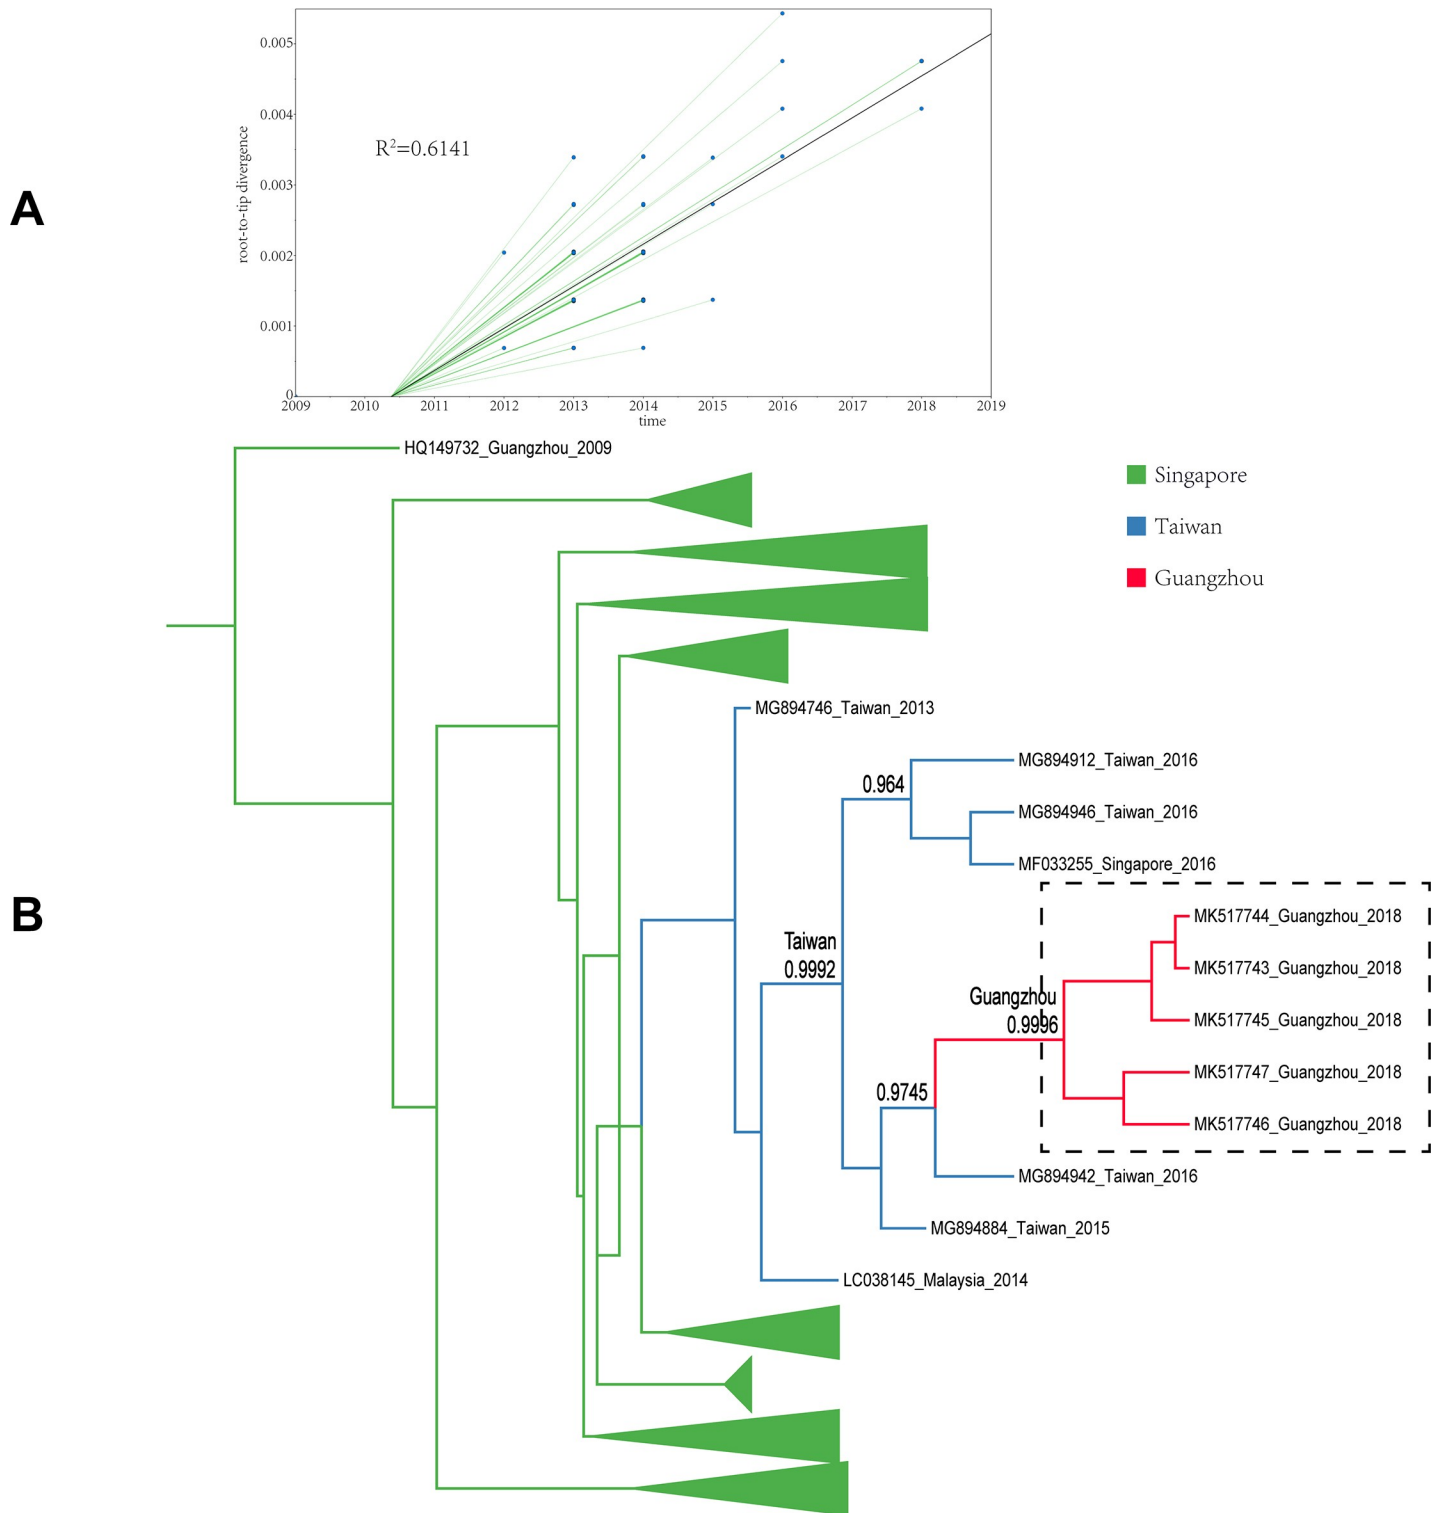 A
root-to-tip divergence
0.005
0.004
0.003
0.002
0.001
0
R²=0.6141
2009 2010 2011 2012 2013 2014 2015 2016 2017 2018 2019
time
B
HQ149732_Guangzhou_2009
Singapore
Taiwan
Guangzhou
MG894746_Taiwan_2013
MG894912_Taiwan_2016
0.964
MG894946_Taiwan_2016
MF033255_Singapore_2016
MK517744_Guangzhou_2018
Taiwan
0.9992
MK517743_Guangzhou_2018
Guangzhou
0.9996
MK517745_Guangzhou_2018
MK517747_Guangzhou_2018
0.9745
MK517746_Guangzhou_2018
MG894942_Taiwan_2016
MG894884_Taiwan_2015
LC038145_Malaysia_2014